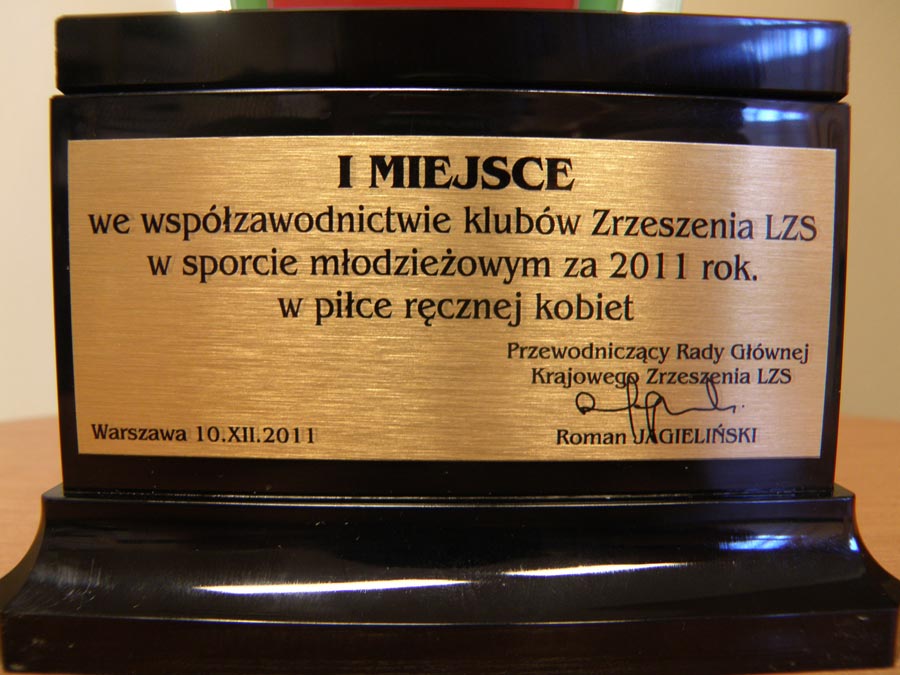 I MIEJSCE
we współzawodnictwie klubów Zrzeszenia LZS
w sporcie młodzieżowym za 2011 rok.
w piłce ręcznej kobiet
Przewodniczący Rady Głównej
Krajowego Zrzeszenia LZS
Warszawa 10.XII.2011
Roman JAGIELIŃSKI